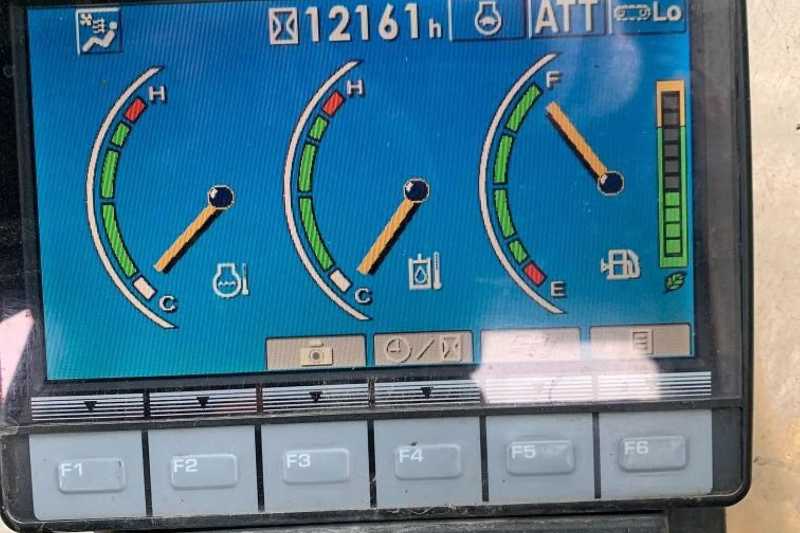 12161h ATT Lo
H H F
C C E
F1 F2 F3 F4 F5 F6